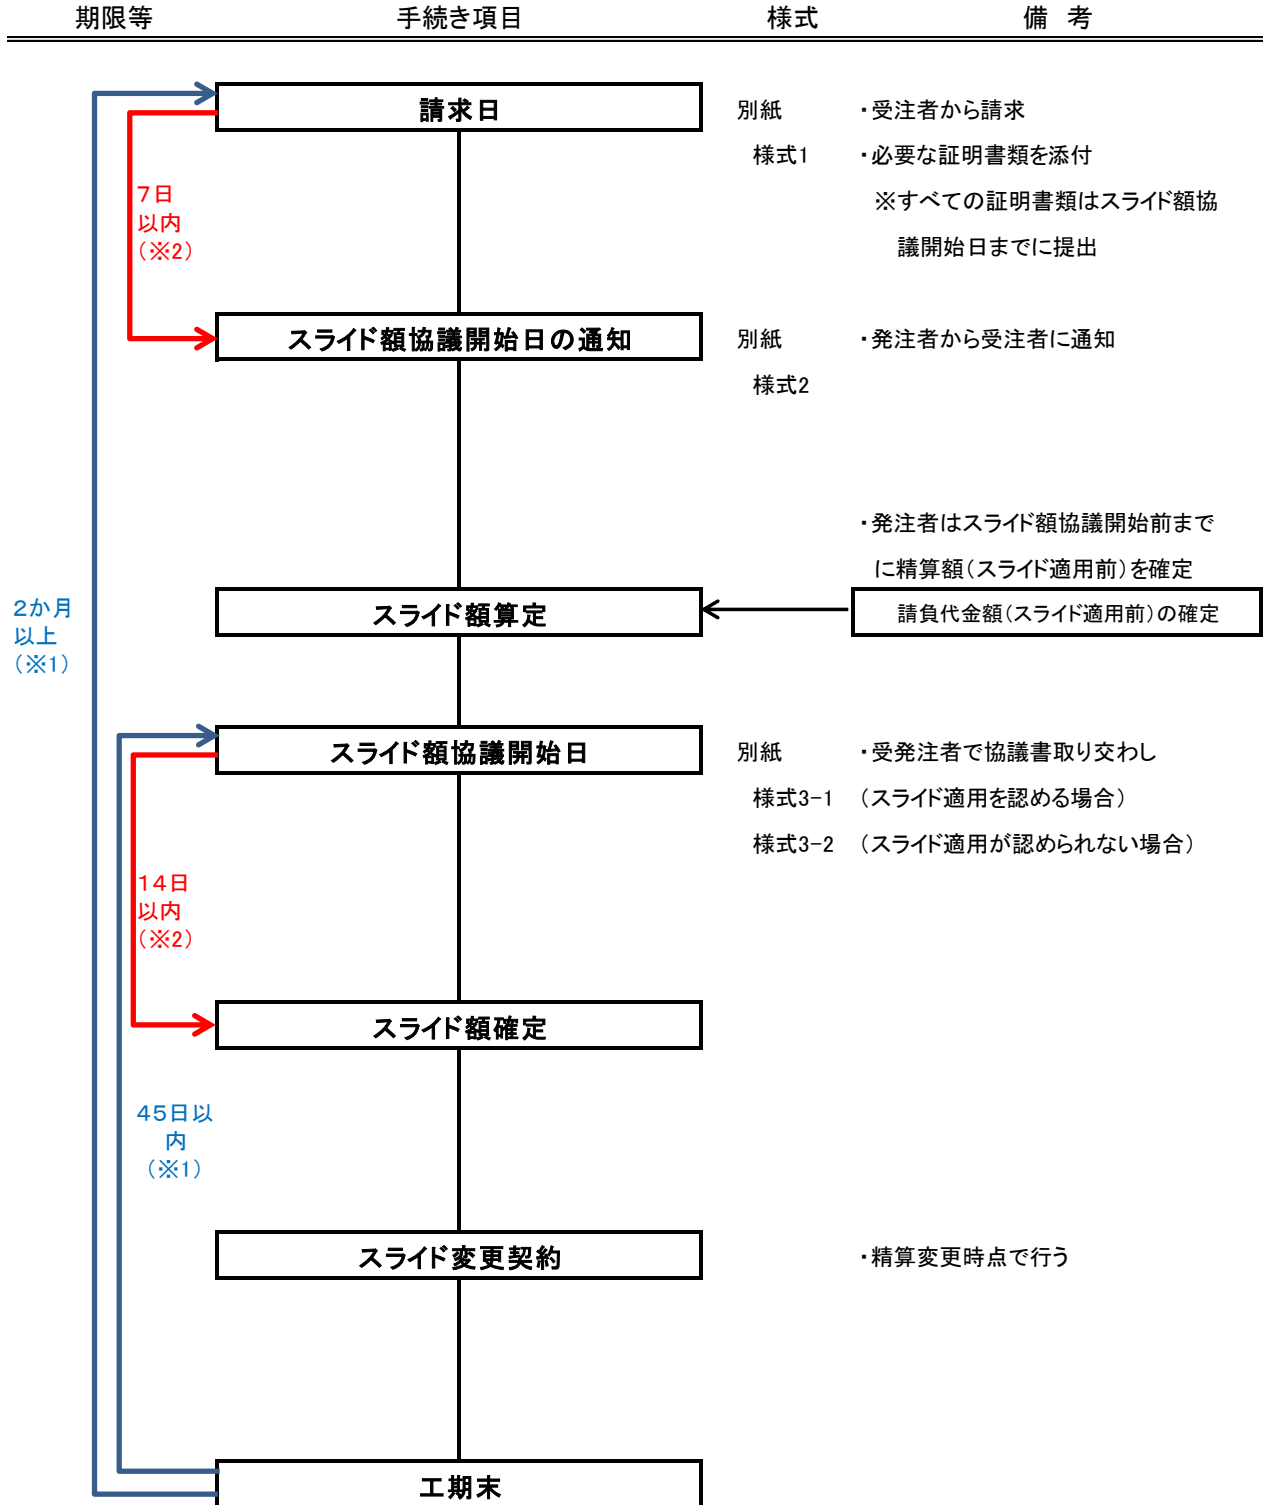 期限等　手続き項目　様式　備 考
請求日　別紙　・受注者から請求
様式1　・必要な証明書類を添付
7日
以内
（※2）
※すべての証明書類はスライド額協
議開始日までに提出
スライド額協議開始日の通知　別紙　・発注者から受注者に通知
様式2
・発注者はスライド額協議開始前まで
に精算額（スライド適用前）を確定
2か月
以上
（※1）
スライド額算定　請負代金額（スライド適用前）の確定
スライド額協議開始日　別紙　・受発注者で協議書取り交わし
様式3-1　（スライド適用を認める場合）
様式3-2　（スライド適用が認められない場合）
14日
以内
（※2）
スライド額確定
45日以
内
（※1）
スライド変更契約　・精算変更時点で行う
工期末